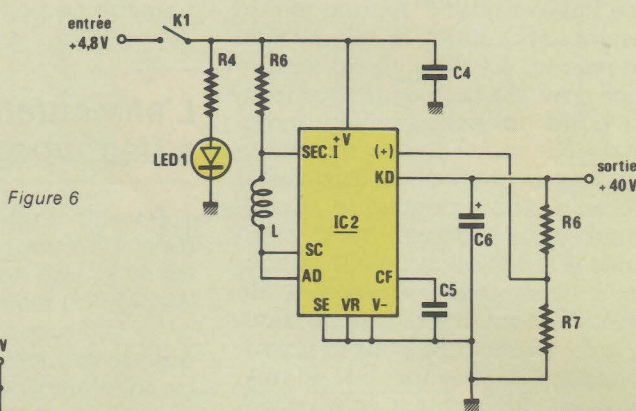 entrée
+4,8V
K1
R4
R6
C4
LED1
SEC.I
+V
(+)
KD
sortie
+40V
Figure 6
L
IC2
C6
+
R6
SC
AD
CF
C5
R7
SE VR V-
V